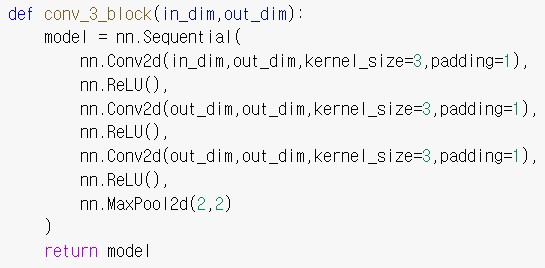 def conv_3_block(in_dim,out_dim):
    model = nn.Sequential(
        nn.Conv2d(in_dim,out_dim,kernel_size=3,padding=1),
        nn.ReLU(),
        nn.Conv2d(out_dim,out_dim,kernel_size=3,padding=1),
        nn.ReLU(),
        nn.Conv2d(out_dim,out_dim,kernel_size=3,padding=1),
        nn.ReLU(),
        nn.MaxPool2d(2,2)
    )
    return model